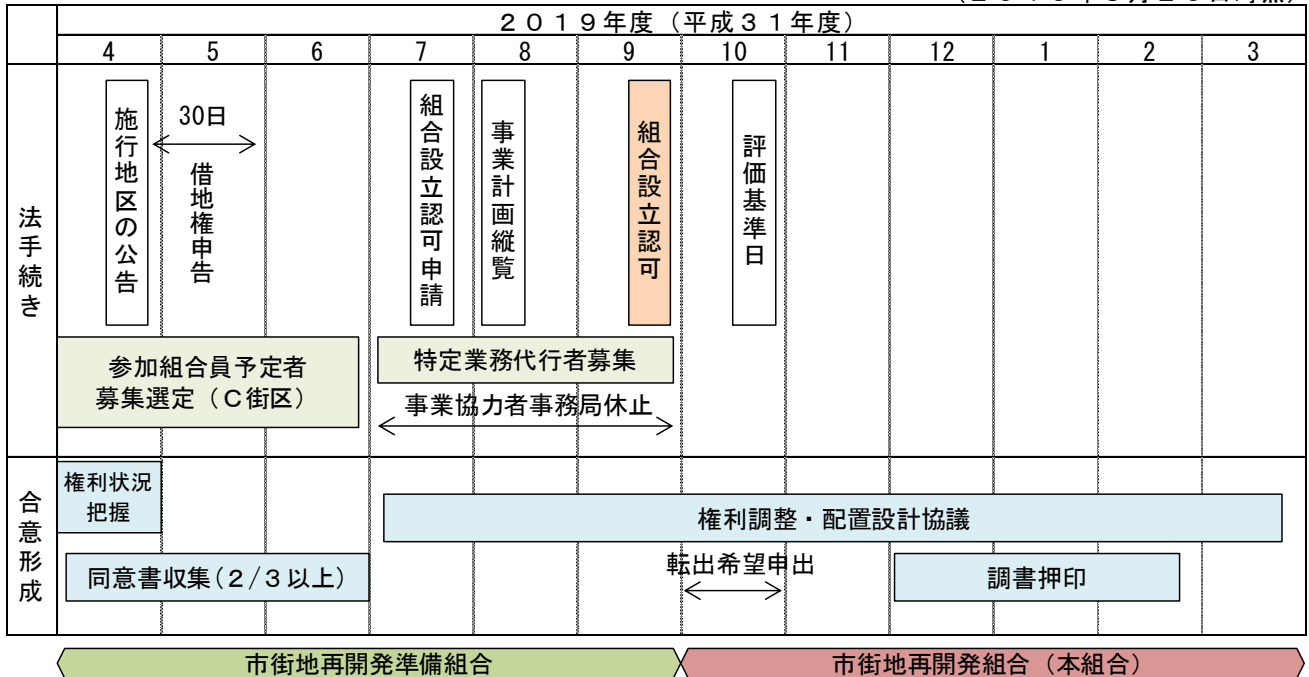 ２０１９年度（平成３１年度）
4 5 6 7 8 9 10 11 12 1 2 3
法手続き
施行地区の公告
30日
借地権申告
組合設立認可申請
事業計画縦覧
組合設立認可
評価基準日
参加組合員予定者
募集選定（Ｃ街区）
特定業務代行者募集
事業協力者事務局休止
合意形成
権利状況
把握
権利調整・配置設計協議
同意書収集（２/３以上）
転出希望申出
調書押印
市街地再開発準備組合
市街地再開発組合（本組合）